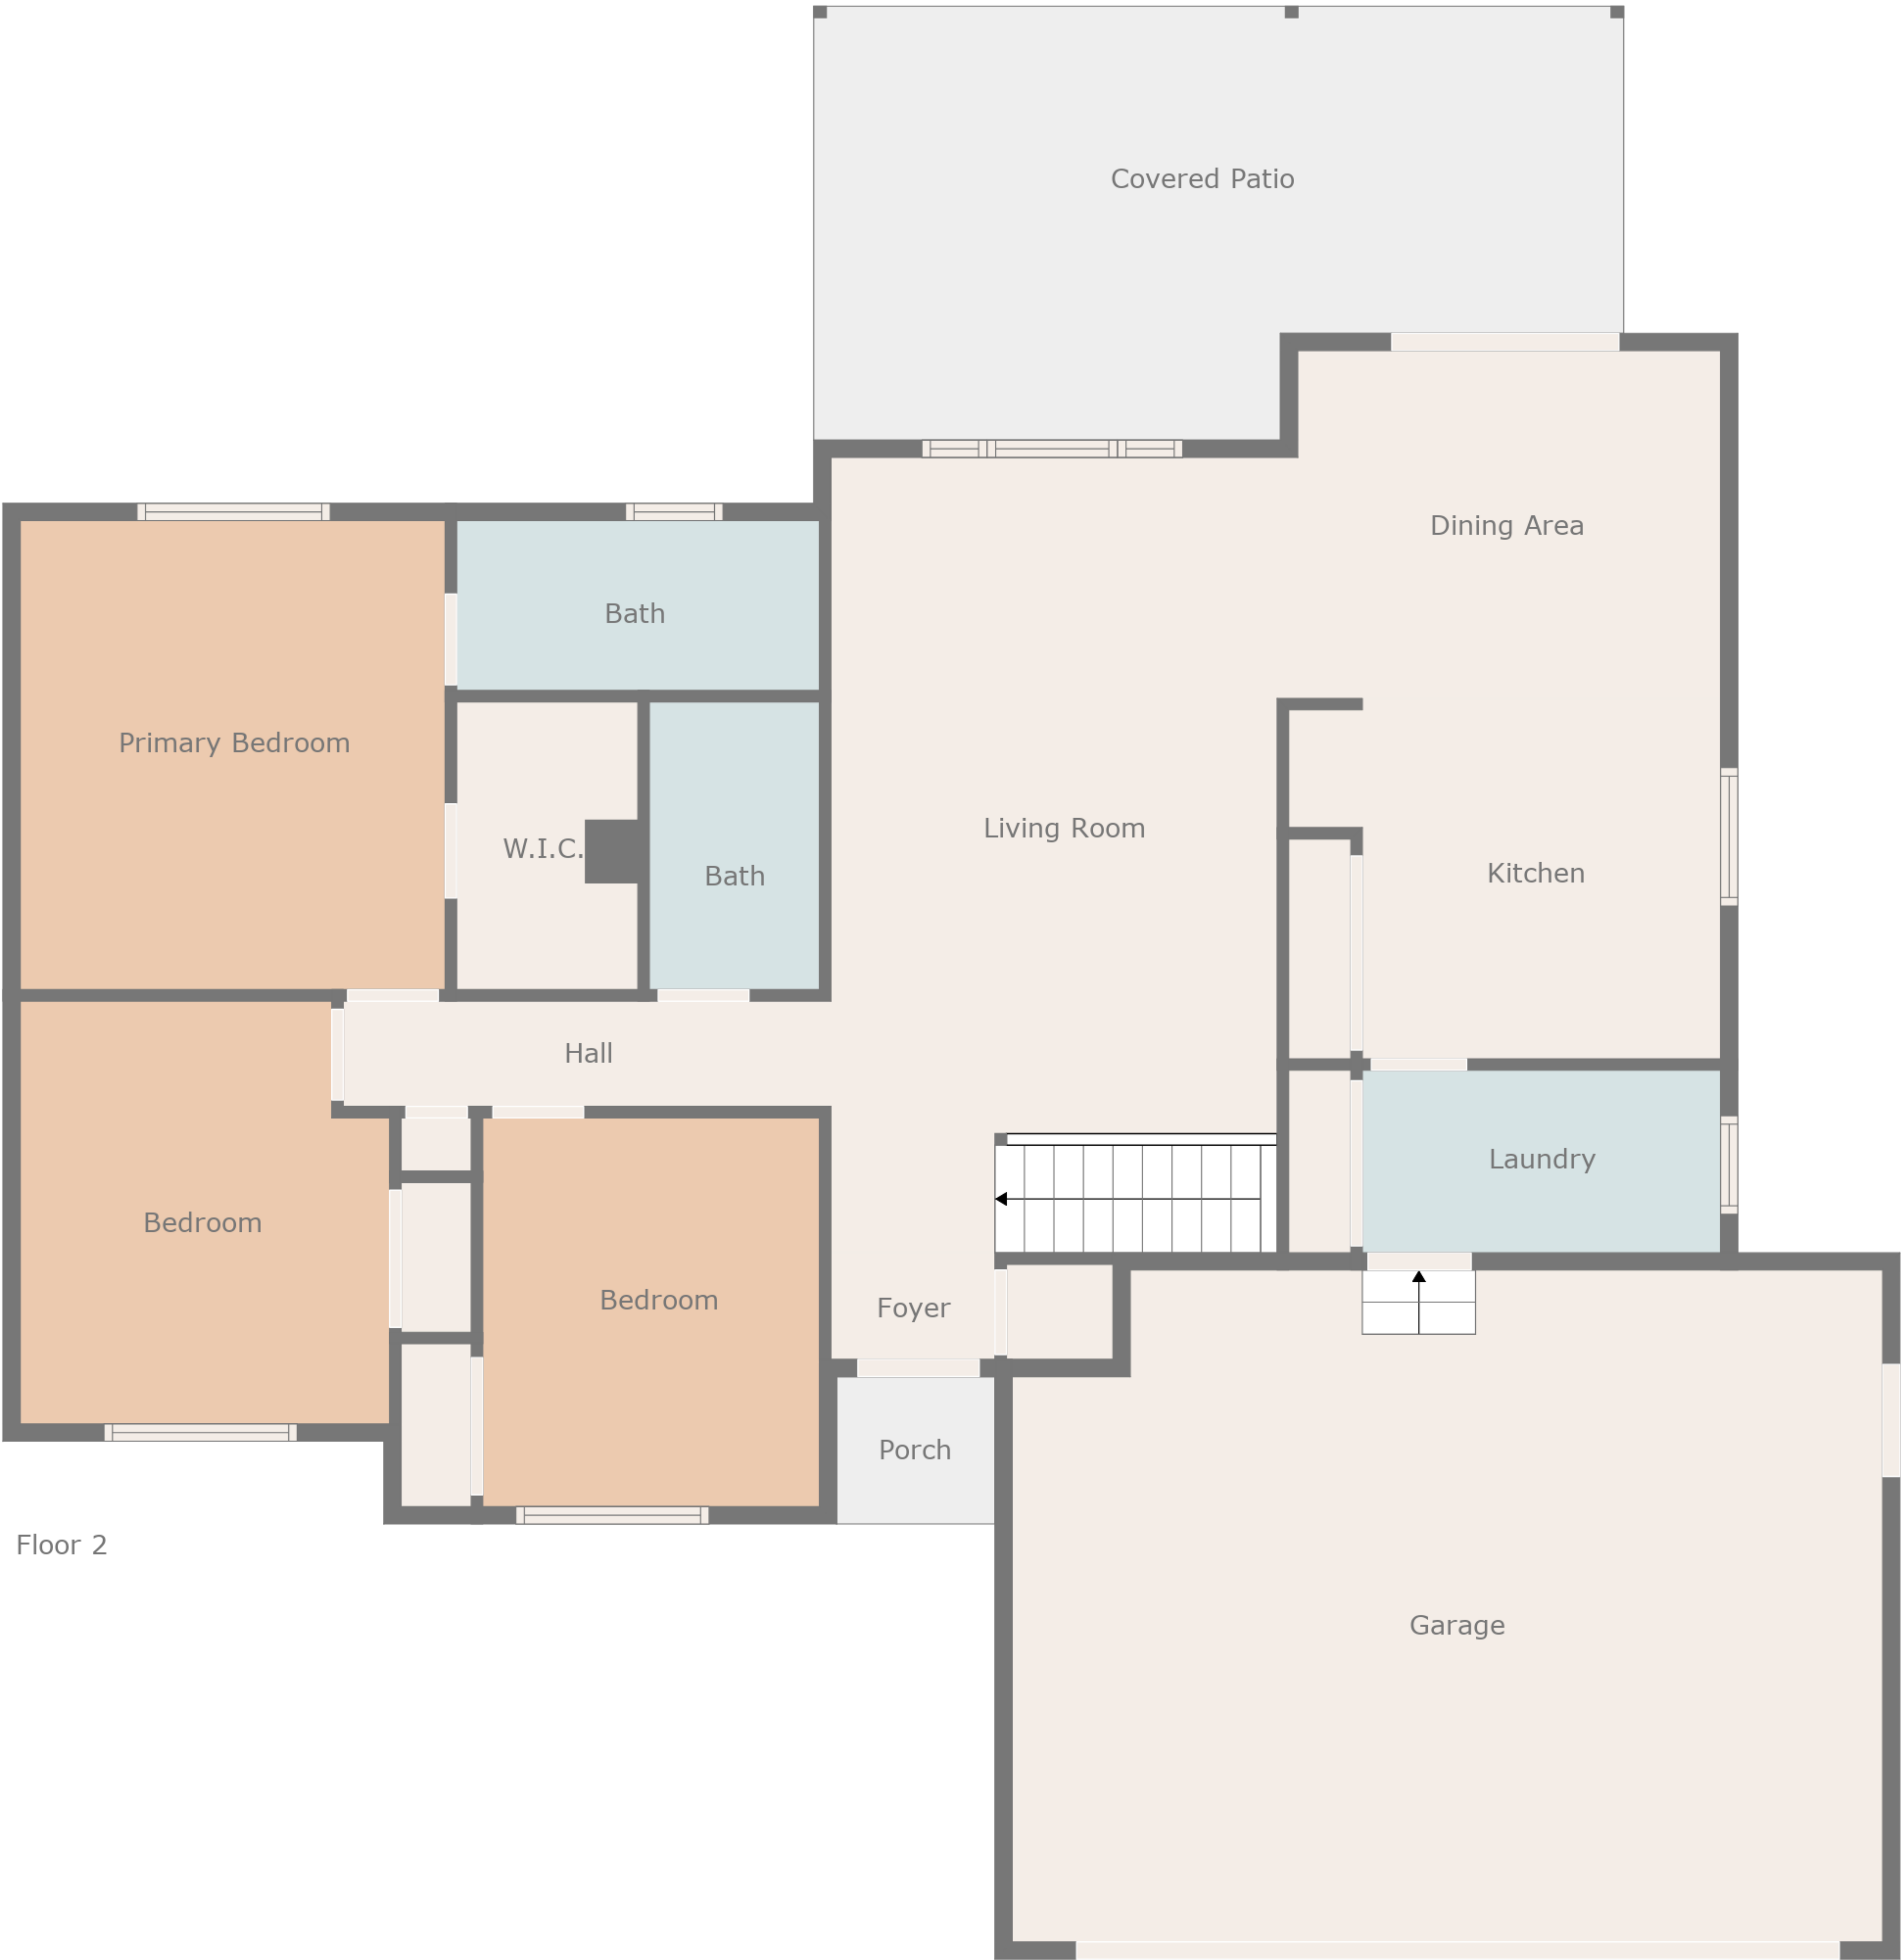 Covered Patio
Dining Area
Bath
Primary Bedroom
Living Room
W.I.C.
Bath
Kitchen
Hall
Laundry
Bedroom
Bedroom
Foyer
Porch
Floor 2
Garage